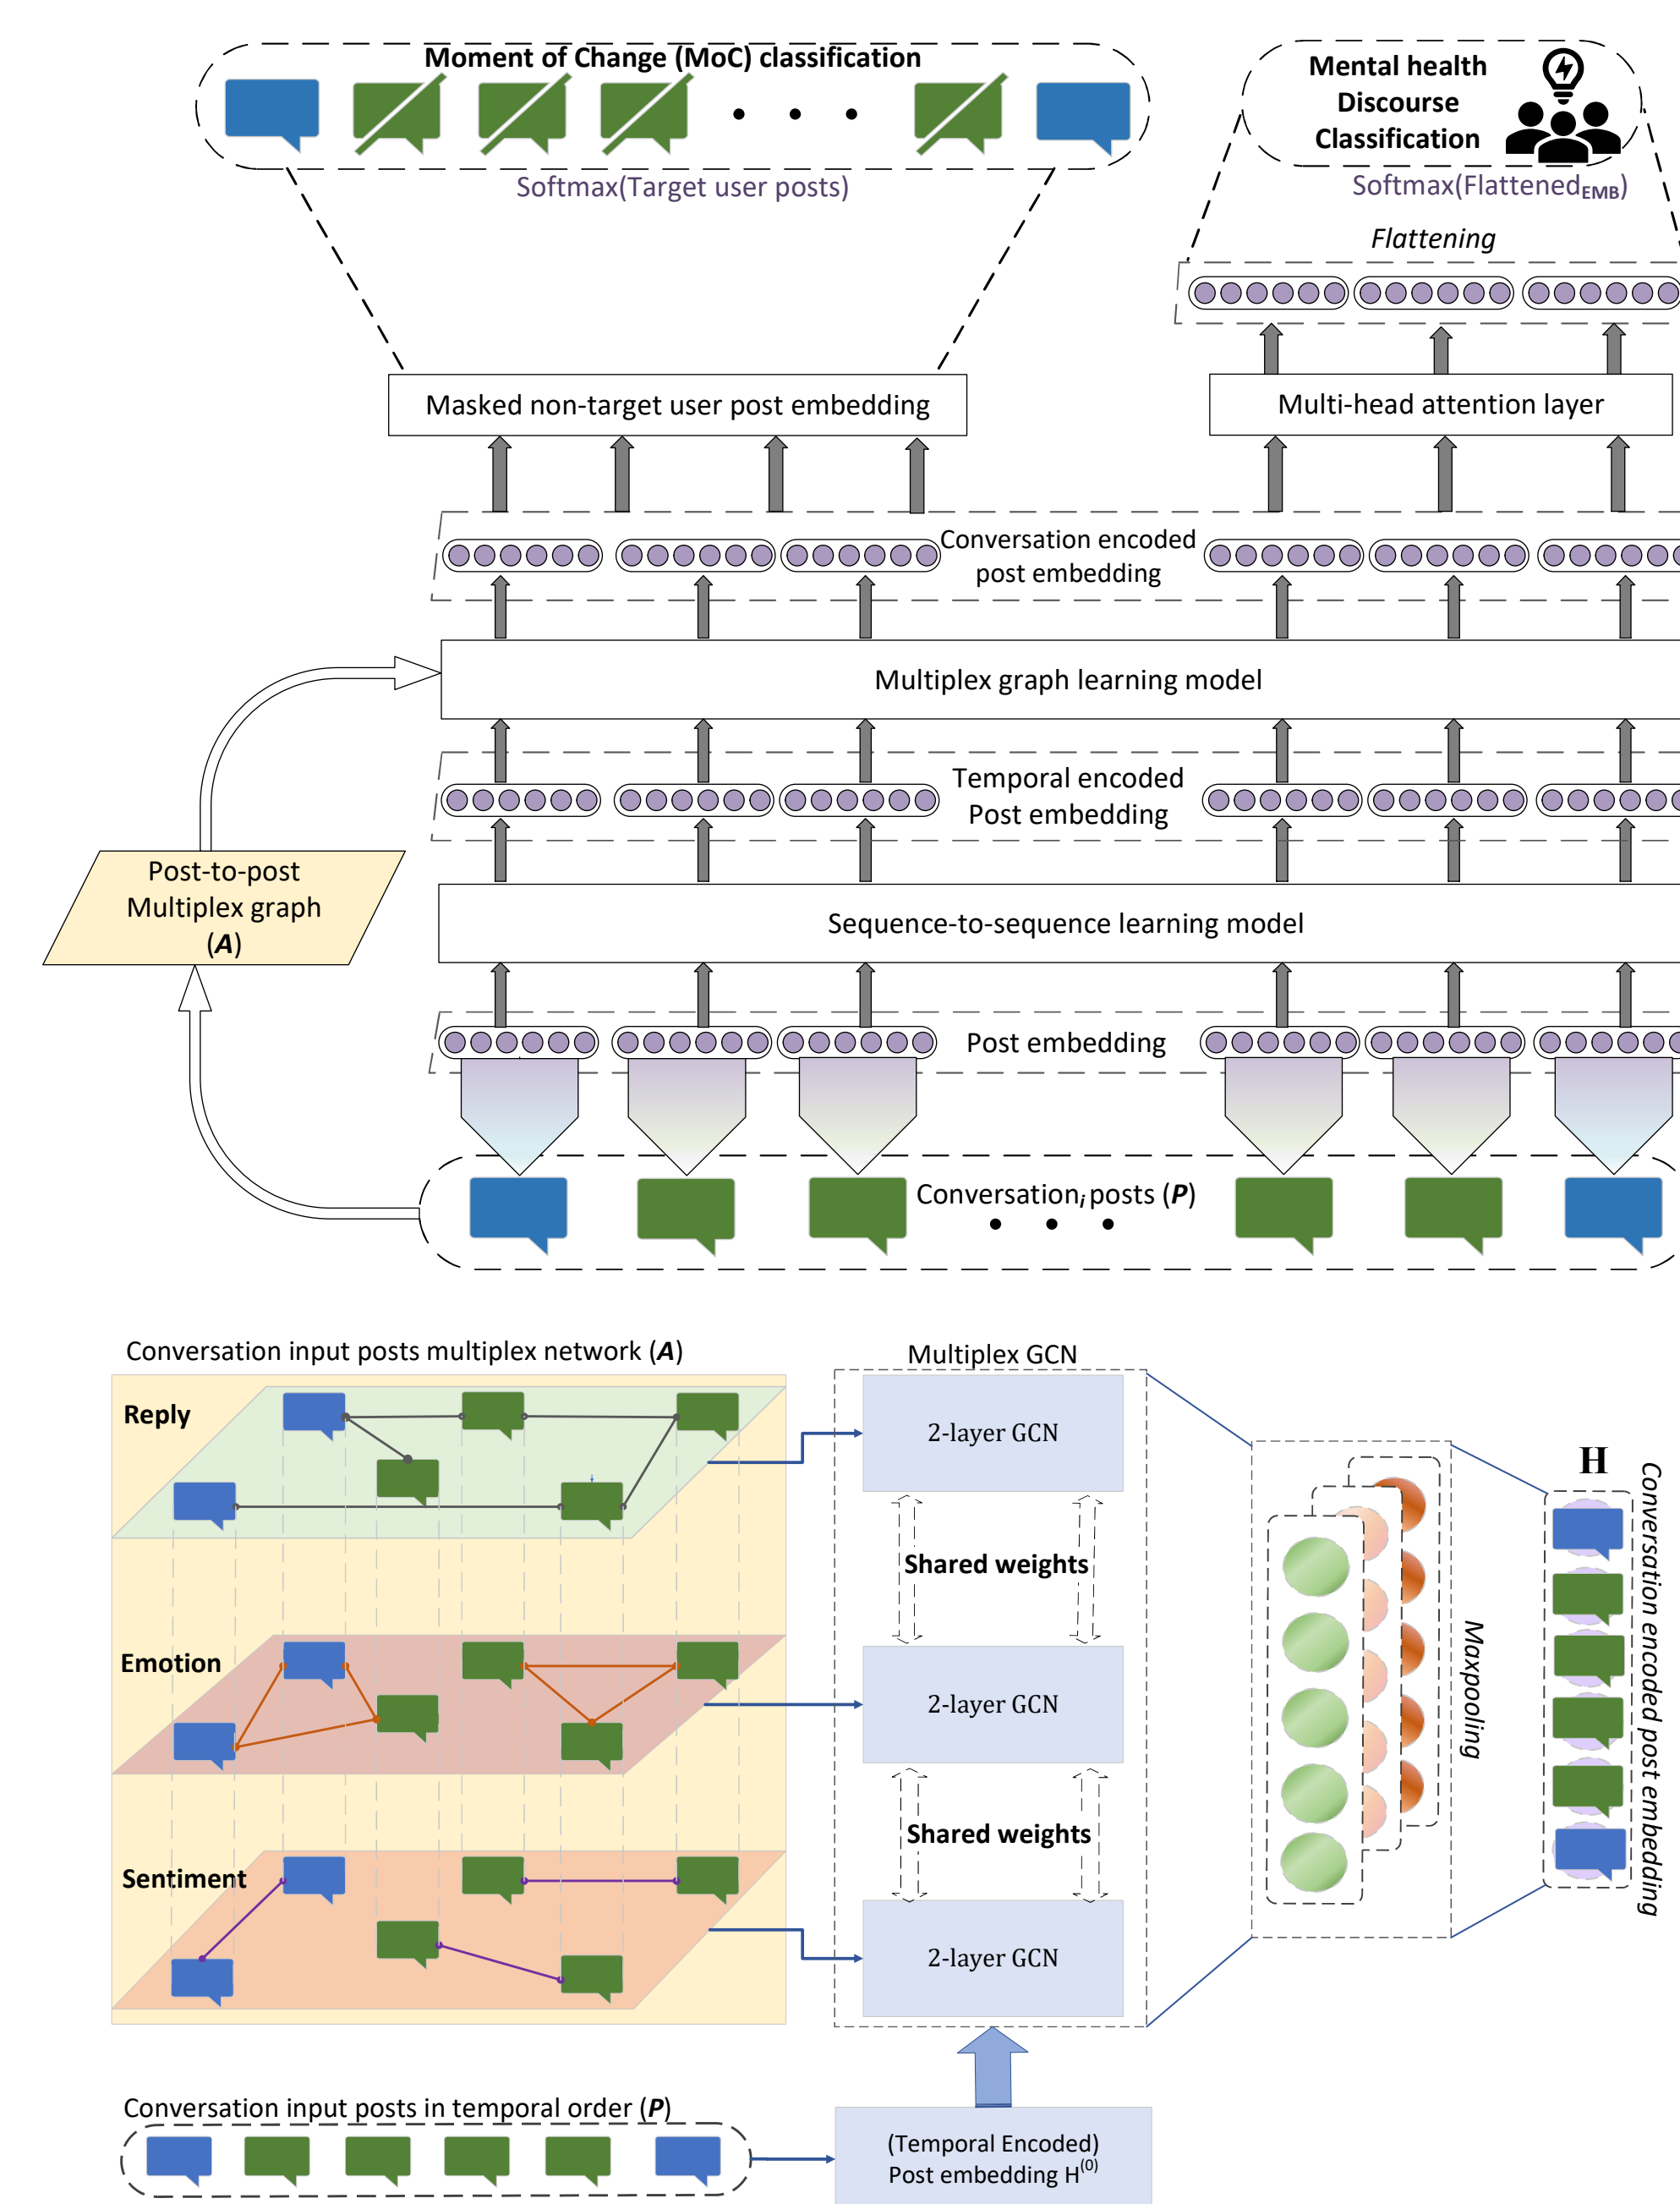 Moment of Change (MoC) classification
Softmax(Target user posts)
Mental health
Discourse
Classification
Softmax(Flattened_EMB)
Flattening
Masked non-target user post embedding
Multi-head attention layer
Conversation encoded
post embedding
Multiplex graph learning model
Temporal encoded
Post embedding
Post-to-post
Multiplex graph
(A)
Sequence-to-sequence learning model
Post embedding
Conversation_i posts (P)
Conversation input posts multiplex network (A)
Multiplex GCN
Reply
2-layer GCN
H
Shared weights
Emotion
2-layer GCN
Maxpooling
Conversation encoded post embedding
Shared weights
Sentiment
2-layer GCN
Conversation input posts in temporal order (P)
(Temporal Encoded)
Post embedding H^(0)